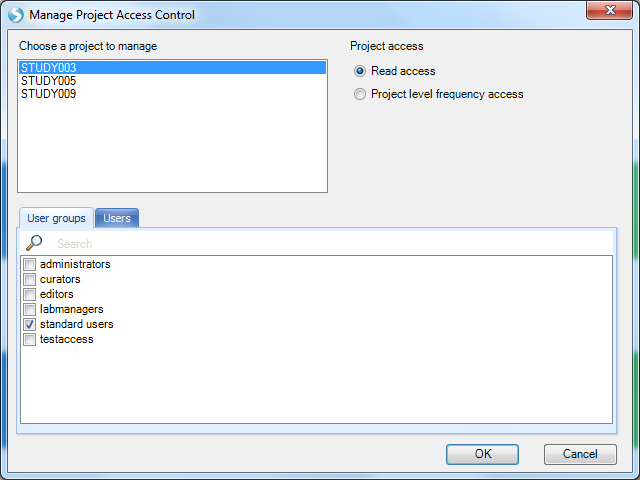 Manage Project Access Control
Choose a project to manage
Project access
STUDY003
STUDY005
STUDY009
Read access
Project level frequency access
User groups
Users
Search
administrators
curators
editors
labmanagers
standard users
testaccess
OK
Cancel